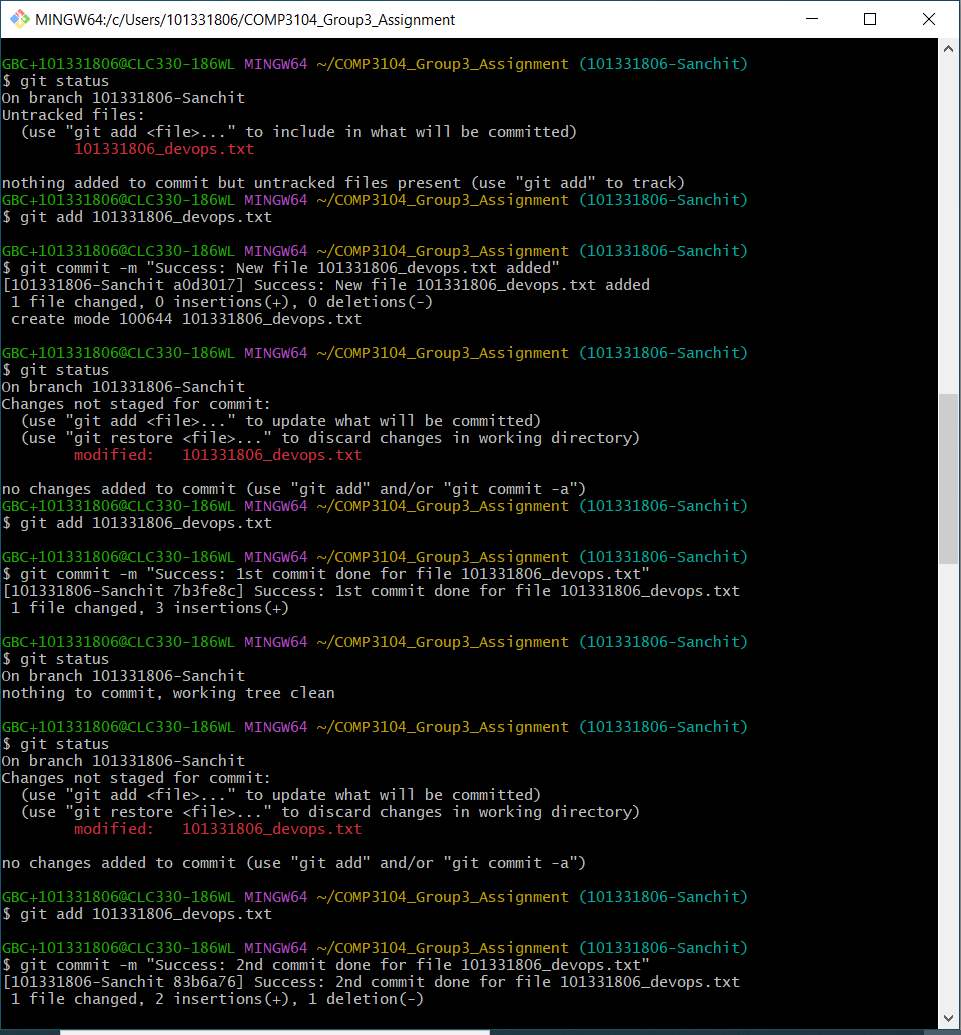 MINGW64:/c/Users/101331806/COMP3104_Group3_Assignment
GBC+101331806@CLC330-186WL MINGW64 ~/COMP3104_Group3_Assignment (101331806-Sanchit)
$ git status
On branch 101331806-Sanchit
Untracked files:
  (use "git add <file>..." to include in what will be committed)
        101331806_devops.txt

nothing added to commit but untracked files present (use "git add" to track)
GBC+101331806@CLC330-186WL MINGW64 ~/COMP3104_Group3_Assignment (101331806-Sanchit)
$ git add 101331806_devops.txt

GBC+101331806@CLC330-186WL MINGW64 ~/COMP3104_Group3_Assignment (101331806-Sanchit)
$ git commit -m "Success: New file 101331806_devops.txt added"
[101331806-Sanchit a0d3017] Success: New file 101331806_devops.txt added
 1 file changed, 0 insertions(+), 0 deletions(-)
 create mode 100644 101331806_devops.txt

GBC+101331806@CLC330-186WL MINGW64 ~/COMP3104_Group3_Assignment (101331806-Sanchit)
$ git status
On branch 101331806-Sanchit
Changes not staged for commit:
  (use "git add <file>..." to update what will be committed)
  (use "git restore <file>..." to discard changes in working directory)
        modified:   101331806_devops.txt

no changes added to commit (use "git add" and/or "git commit -a")
GBC+101331806@CLC330-186WL MINGW64 ~/COMP3104_Group3_Assignment (101331806-Sanchit)
$ git add 101331806_devops.txt

GBC+101331806@CLC330-186WL MINGW64 ~/COMP3104_Group3_Assignment (101331806-Sanchit)
$ git commit -m "Success: 1st commit done for file 101331806_devops.txt"
[101331806-Sanchit 7b3fe8c] Success: 1st commit done for file 101331806_devops.txt
 1 file changed, 3 insertions(+)

GBC+101331806@CLC330-186WL MINGW64 ~/COMP3104_Group3_Assignment (101331806-Sanchit)
$ git status
On branch 101331806-Sanchit
nothing to commit, working tree clean

GBC+101331806@CLC330-186WL MINGW64 ~/COMP3104_Group3_Assignment (101331806-Sanchit)
$ git status
On branch 101331806-Sanchit
Changes not staged for commit:
  (use "git add <file>..." to update what will be committed)
  (use "git restore <file>..." to discard changes in working directory)
        modified:   101331806_devops.txt

no changes added to commit (use "git add" and/or "git commit -a")

GBC+101331806@CLC330-186WL MINGW64 ~/COMP3104_Group3_Assignment (101331806-Sanchit)
$ git add 101331806_devops.txt

GBC+101331806@CLC330-186WL MINGW64 ~/COMP3104_Group3_Assignment (101331806-Sanchit)
$ git commit -m "Success: 2nd commit done for file 101331806_devops.txt"
[101331806-Sanchit 83b6a76] Success: 2nd commit done for file 101331806_devops.txt
 1 file changed, 2 insertions(+), 1 deletion(-)